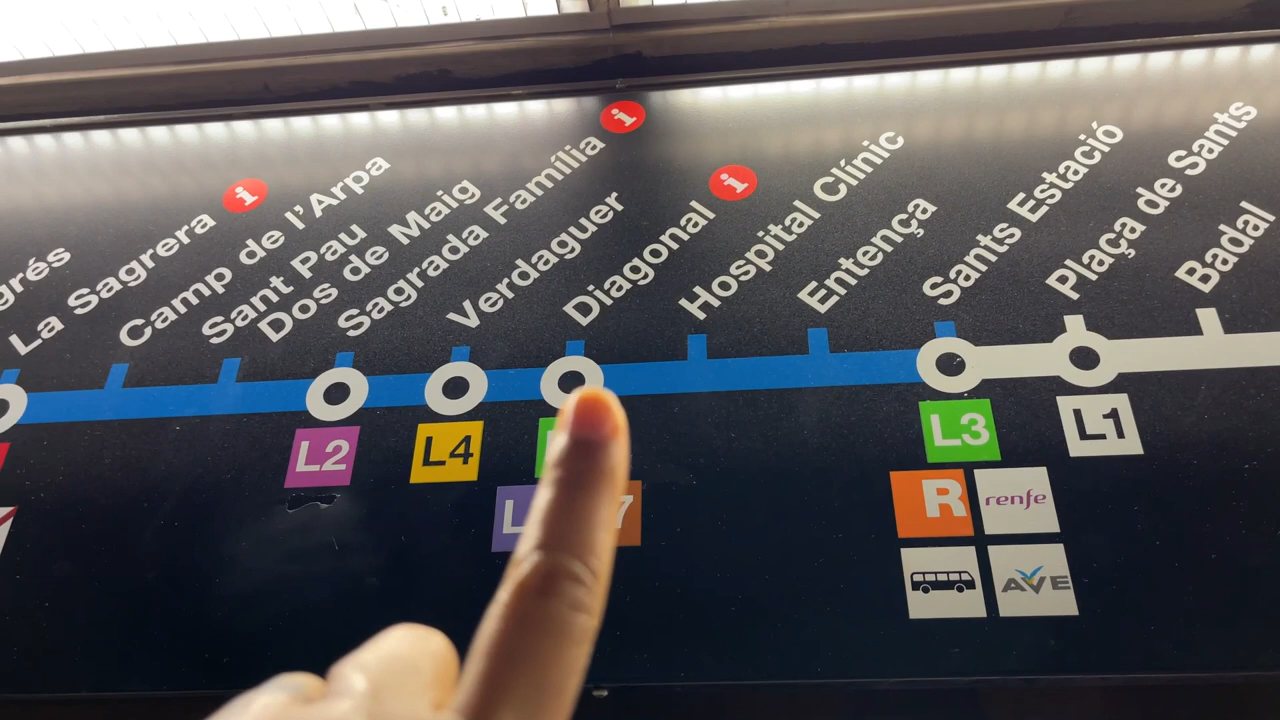 La Sagrera
i
Camp de l'Arpa
Sant Pau
Dos de Maig
Sagrada Família
i
Verdaguer
Diagonal
i
Hospital Clínic
Entença
Sants Estació
Plaça de Sants
Badal
L2
L4
L3
L1
R
renfe
AVE